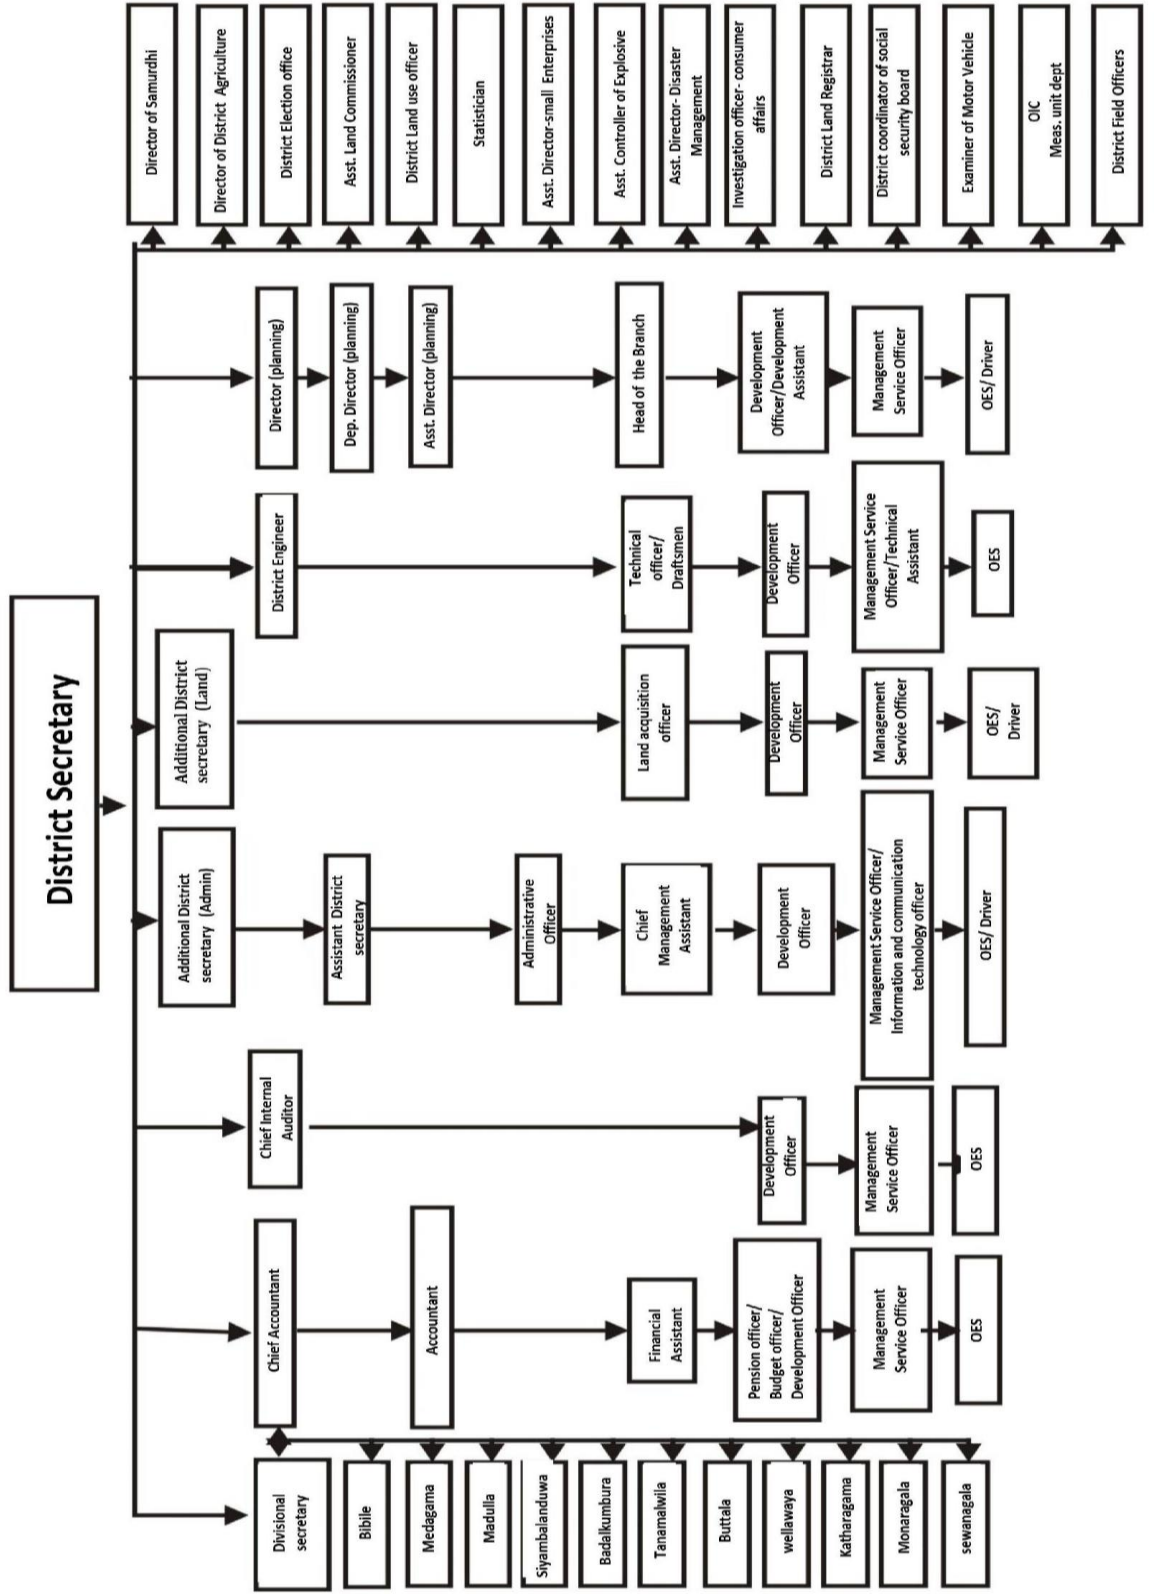 District Secretary
Divisional
secretary
Biblile
Medagama
Madulla
Siyambalanduwa
Badalkumbura
Tanamalwila
Buttala
wellawaya
Katharagama
Monaragala
sewanagala
Chief Accountant
Accountant
Financial
Assistant
Pension officer/
Budget officer/
Development Officer
Management
Service Officer
OES
Chief Internal
Auditor
Development
Officer
Management
Service Officer
OES
Additional District
secretary (Admin)
Assistant District
secretary
Administrative
Officer
Chief
Management
Assistant
Development
Officer
Management Service Officer/
Information and communication
technology officer
OES/ Driver
Additional District
secretary (Land)
Land acquisition
officer
Development
Officer
Management
Service Officer
OES/
Driver
District Engineer
Technical
officer/
Draftsmen
Development
Officer
Management Service
Officer/Technical
Assistant
OES
Director (planning)
Dep. Director (planning)
Asst. Director (planning)
Head of the Branch
Development
Officer/Development
Assistant
Management
Service Officer
OES/ Driver
Director of Samurdhi
Director of District Agriculture
District Election office
Asst. Land Commissioner
District Land use officer
Statistician
Asst. Director-small Enterprises
Asst. Controller of Explosive
Asst. Director- Disaster
Management
Investigation officer- consumer
affairs
District Land Registrar
District coordinator of social
security board
Examiner of Motor Vehicle
OIC
Meas. unit dept
District Field Officers